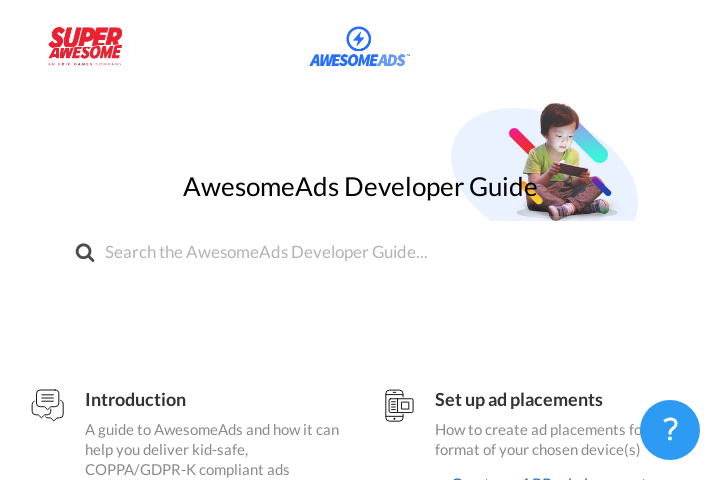 SUPER
AWESOME
AN EPIC GAMES COMPANY
AWESOMEADS™
AwesomeAds Developer Guide
Search the AwesomeAds Developer Guide...
Introduction
A guide to AwesomeAds and how it can
help you deliver kid-safe,
COPPA/GDPR-K compliant ads
Set up ad placements
How to create ad placements fo
format of your chosen device(s)
?